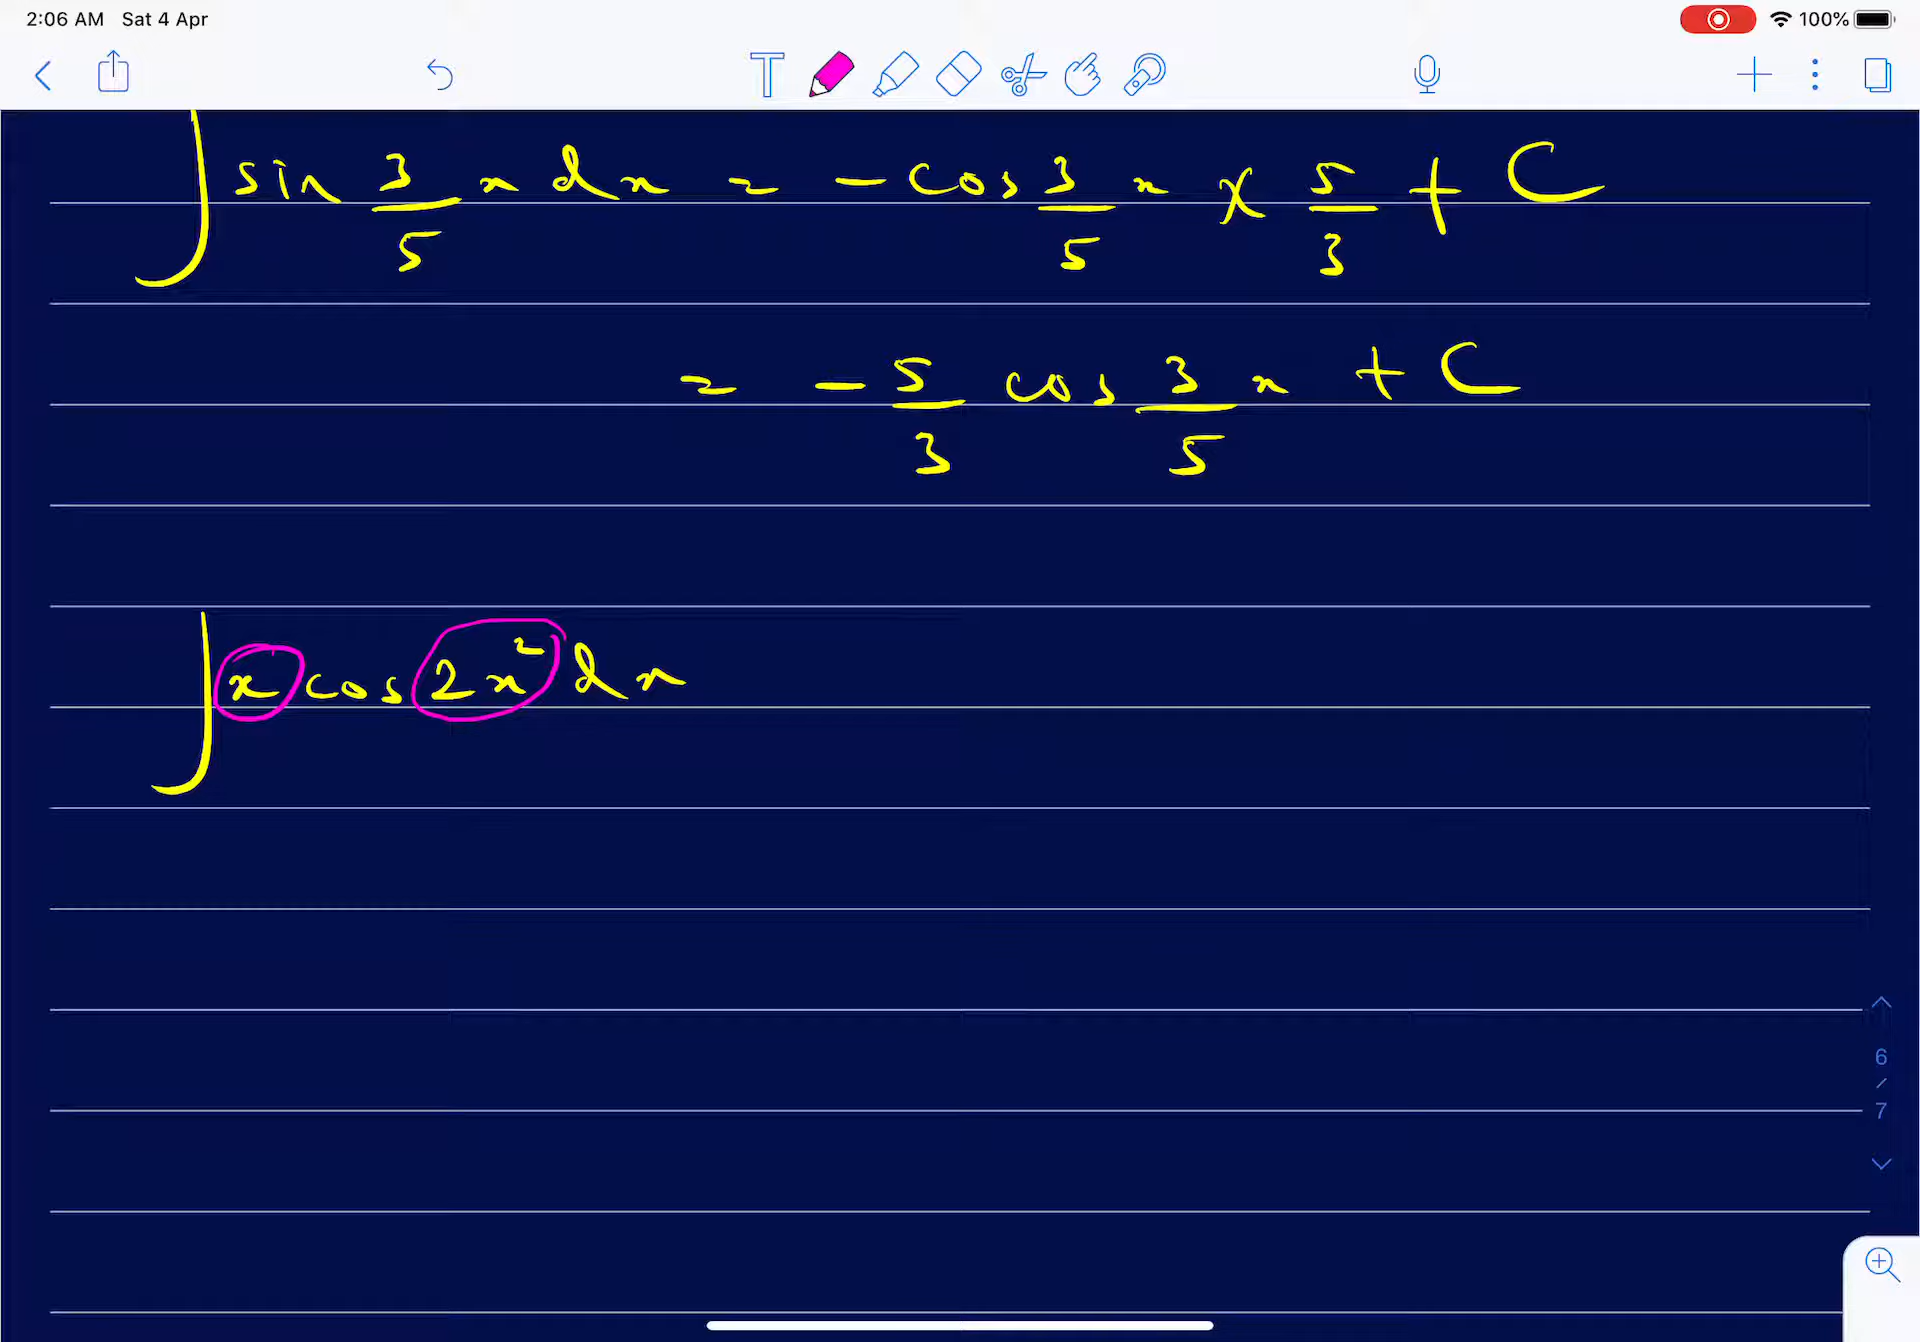 2:06 AM Sat 4 Apr 100%
∫ sin 3/5 x dx = - cos 3/5 x × 5/3 + C
= - 5/3 cos 3/5 x + C
∫ x cos 2x² dx
6
/
7